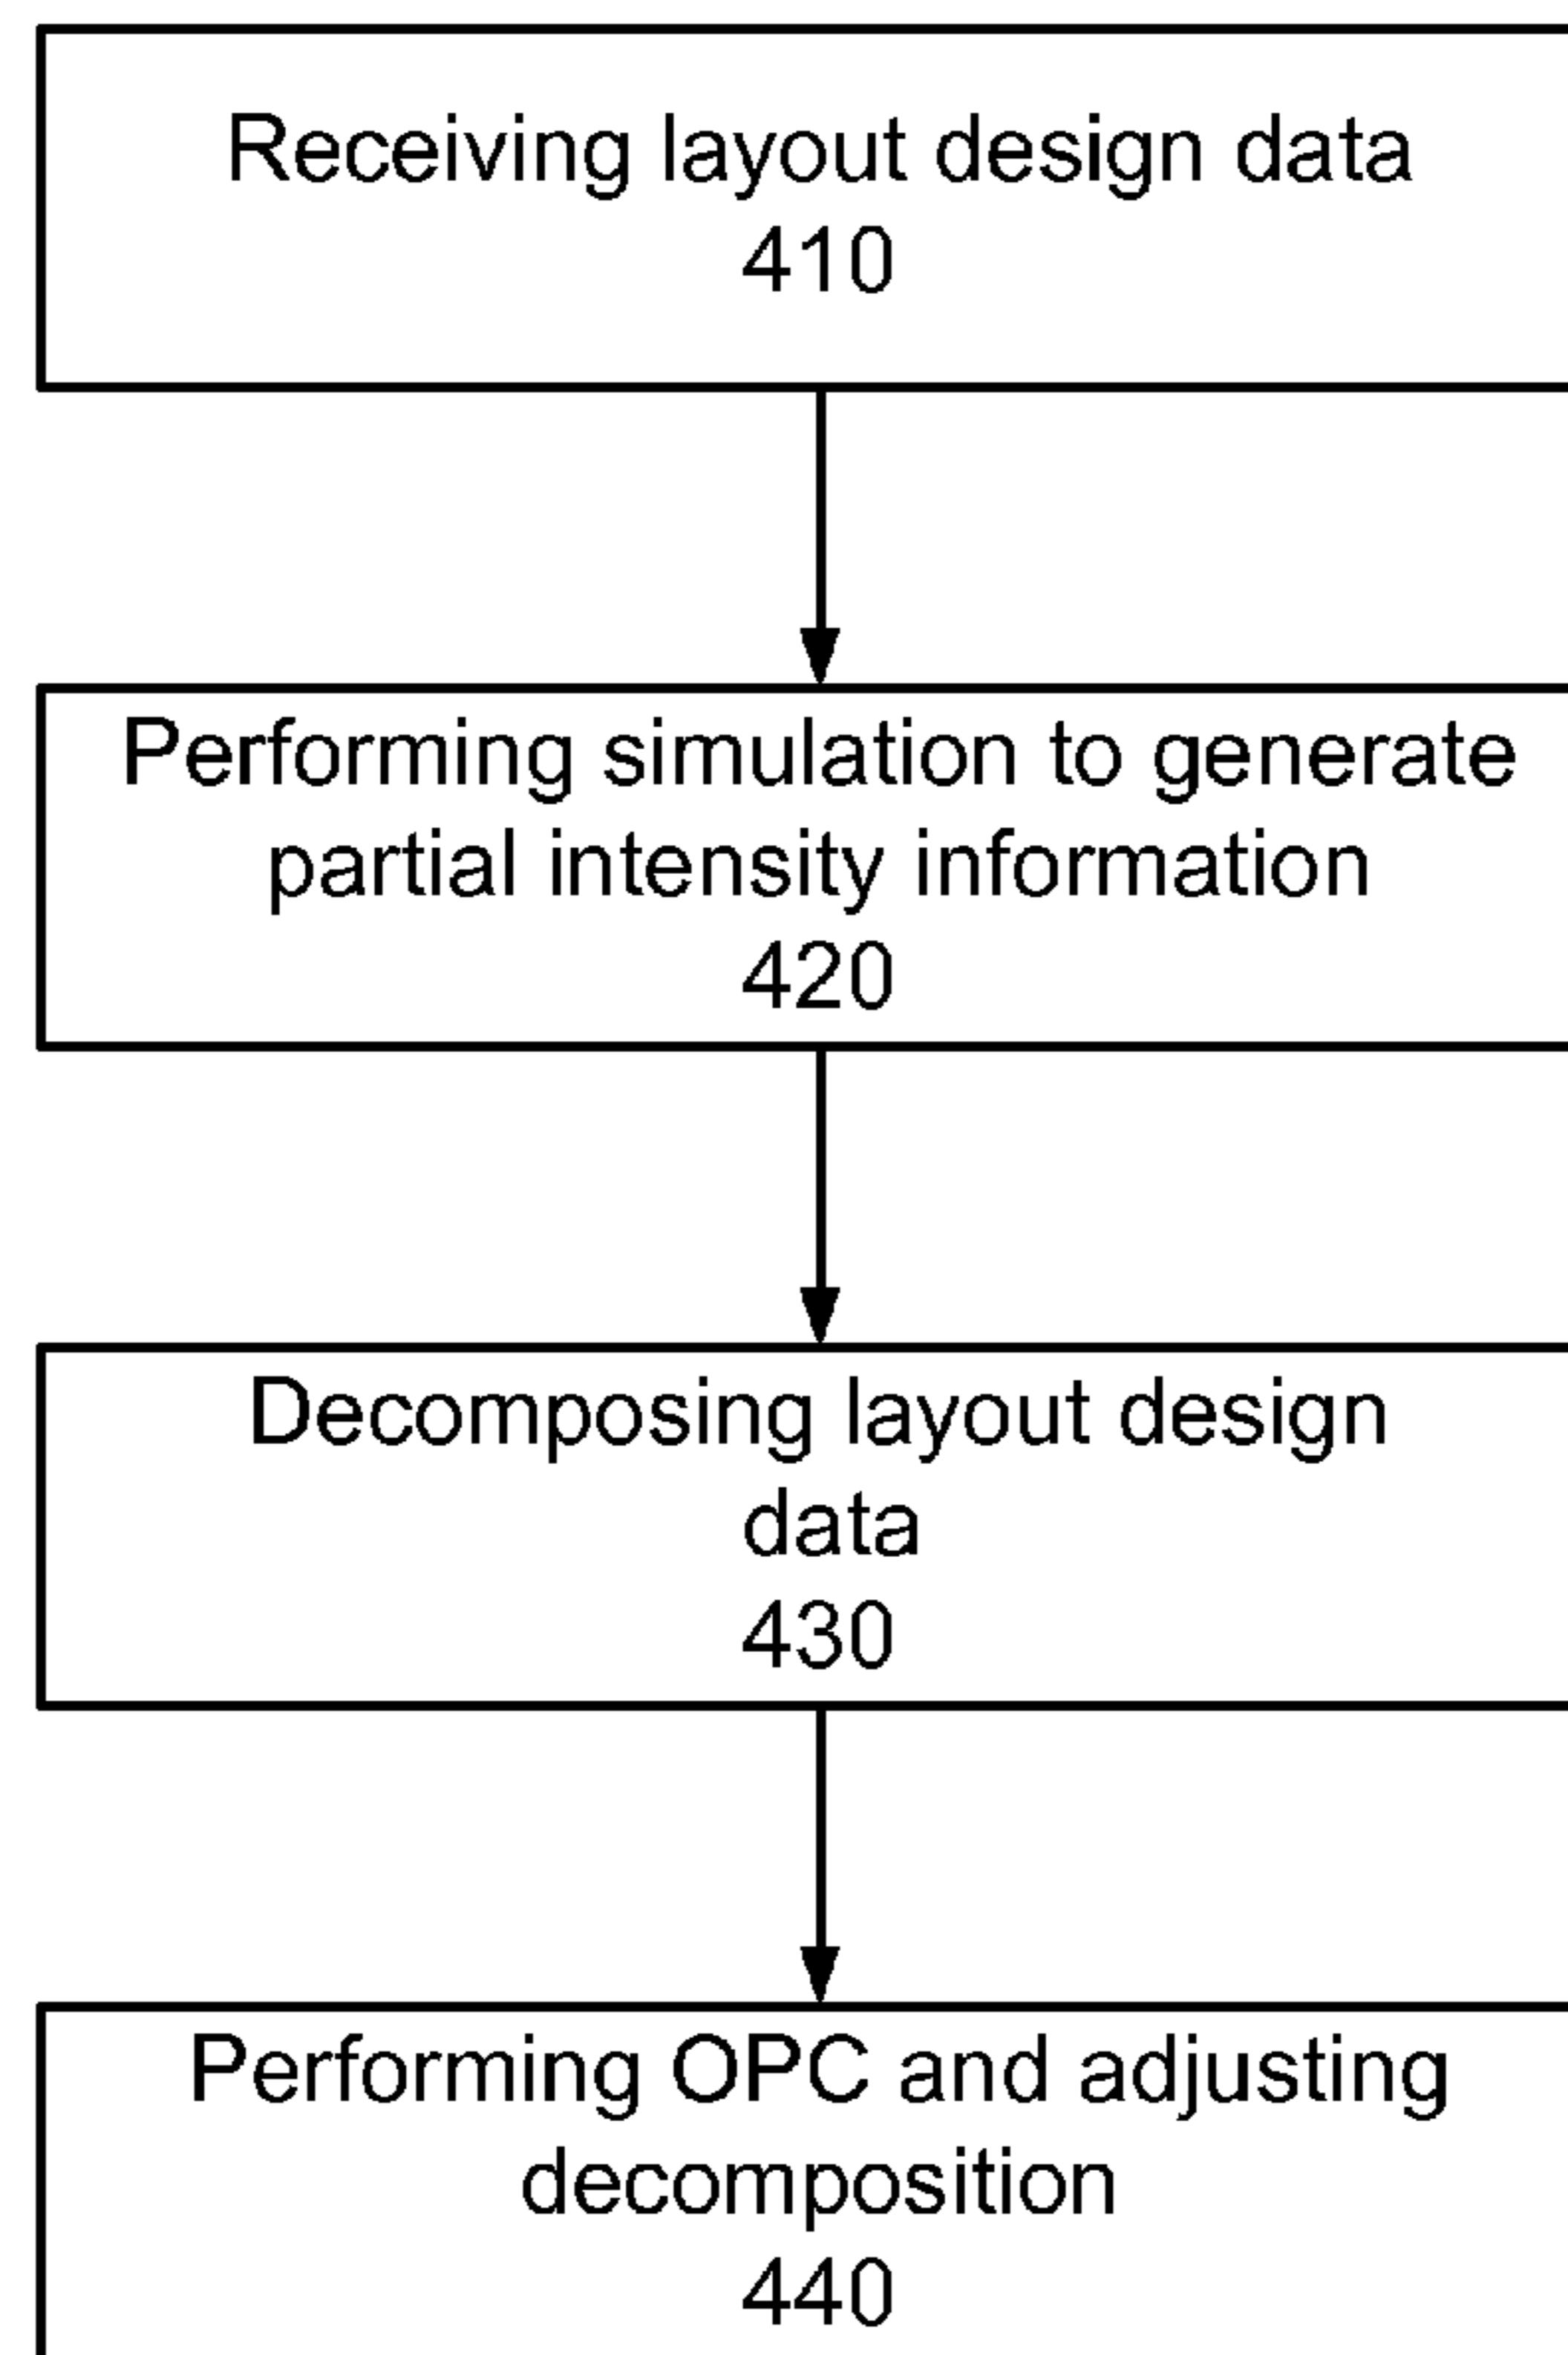 Receiving layout design data
410
Performing simulation to generate
partial intensity information
420
Decomposing layout design
data
430
Performing OPC and adjusting
decomposition
440